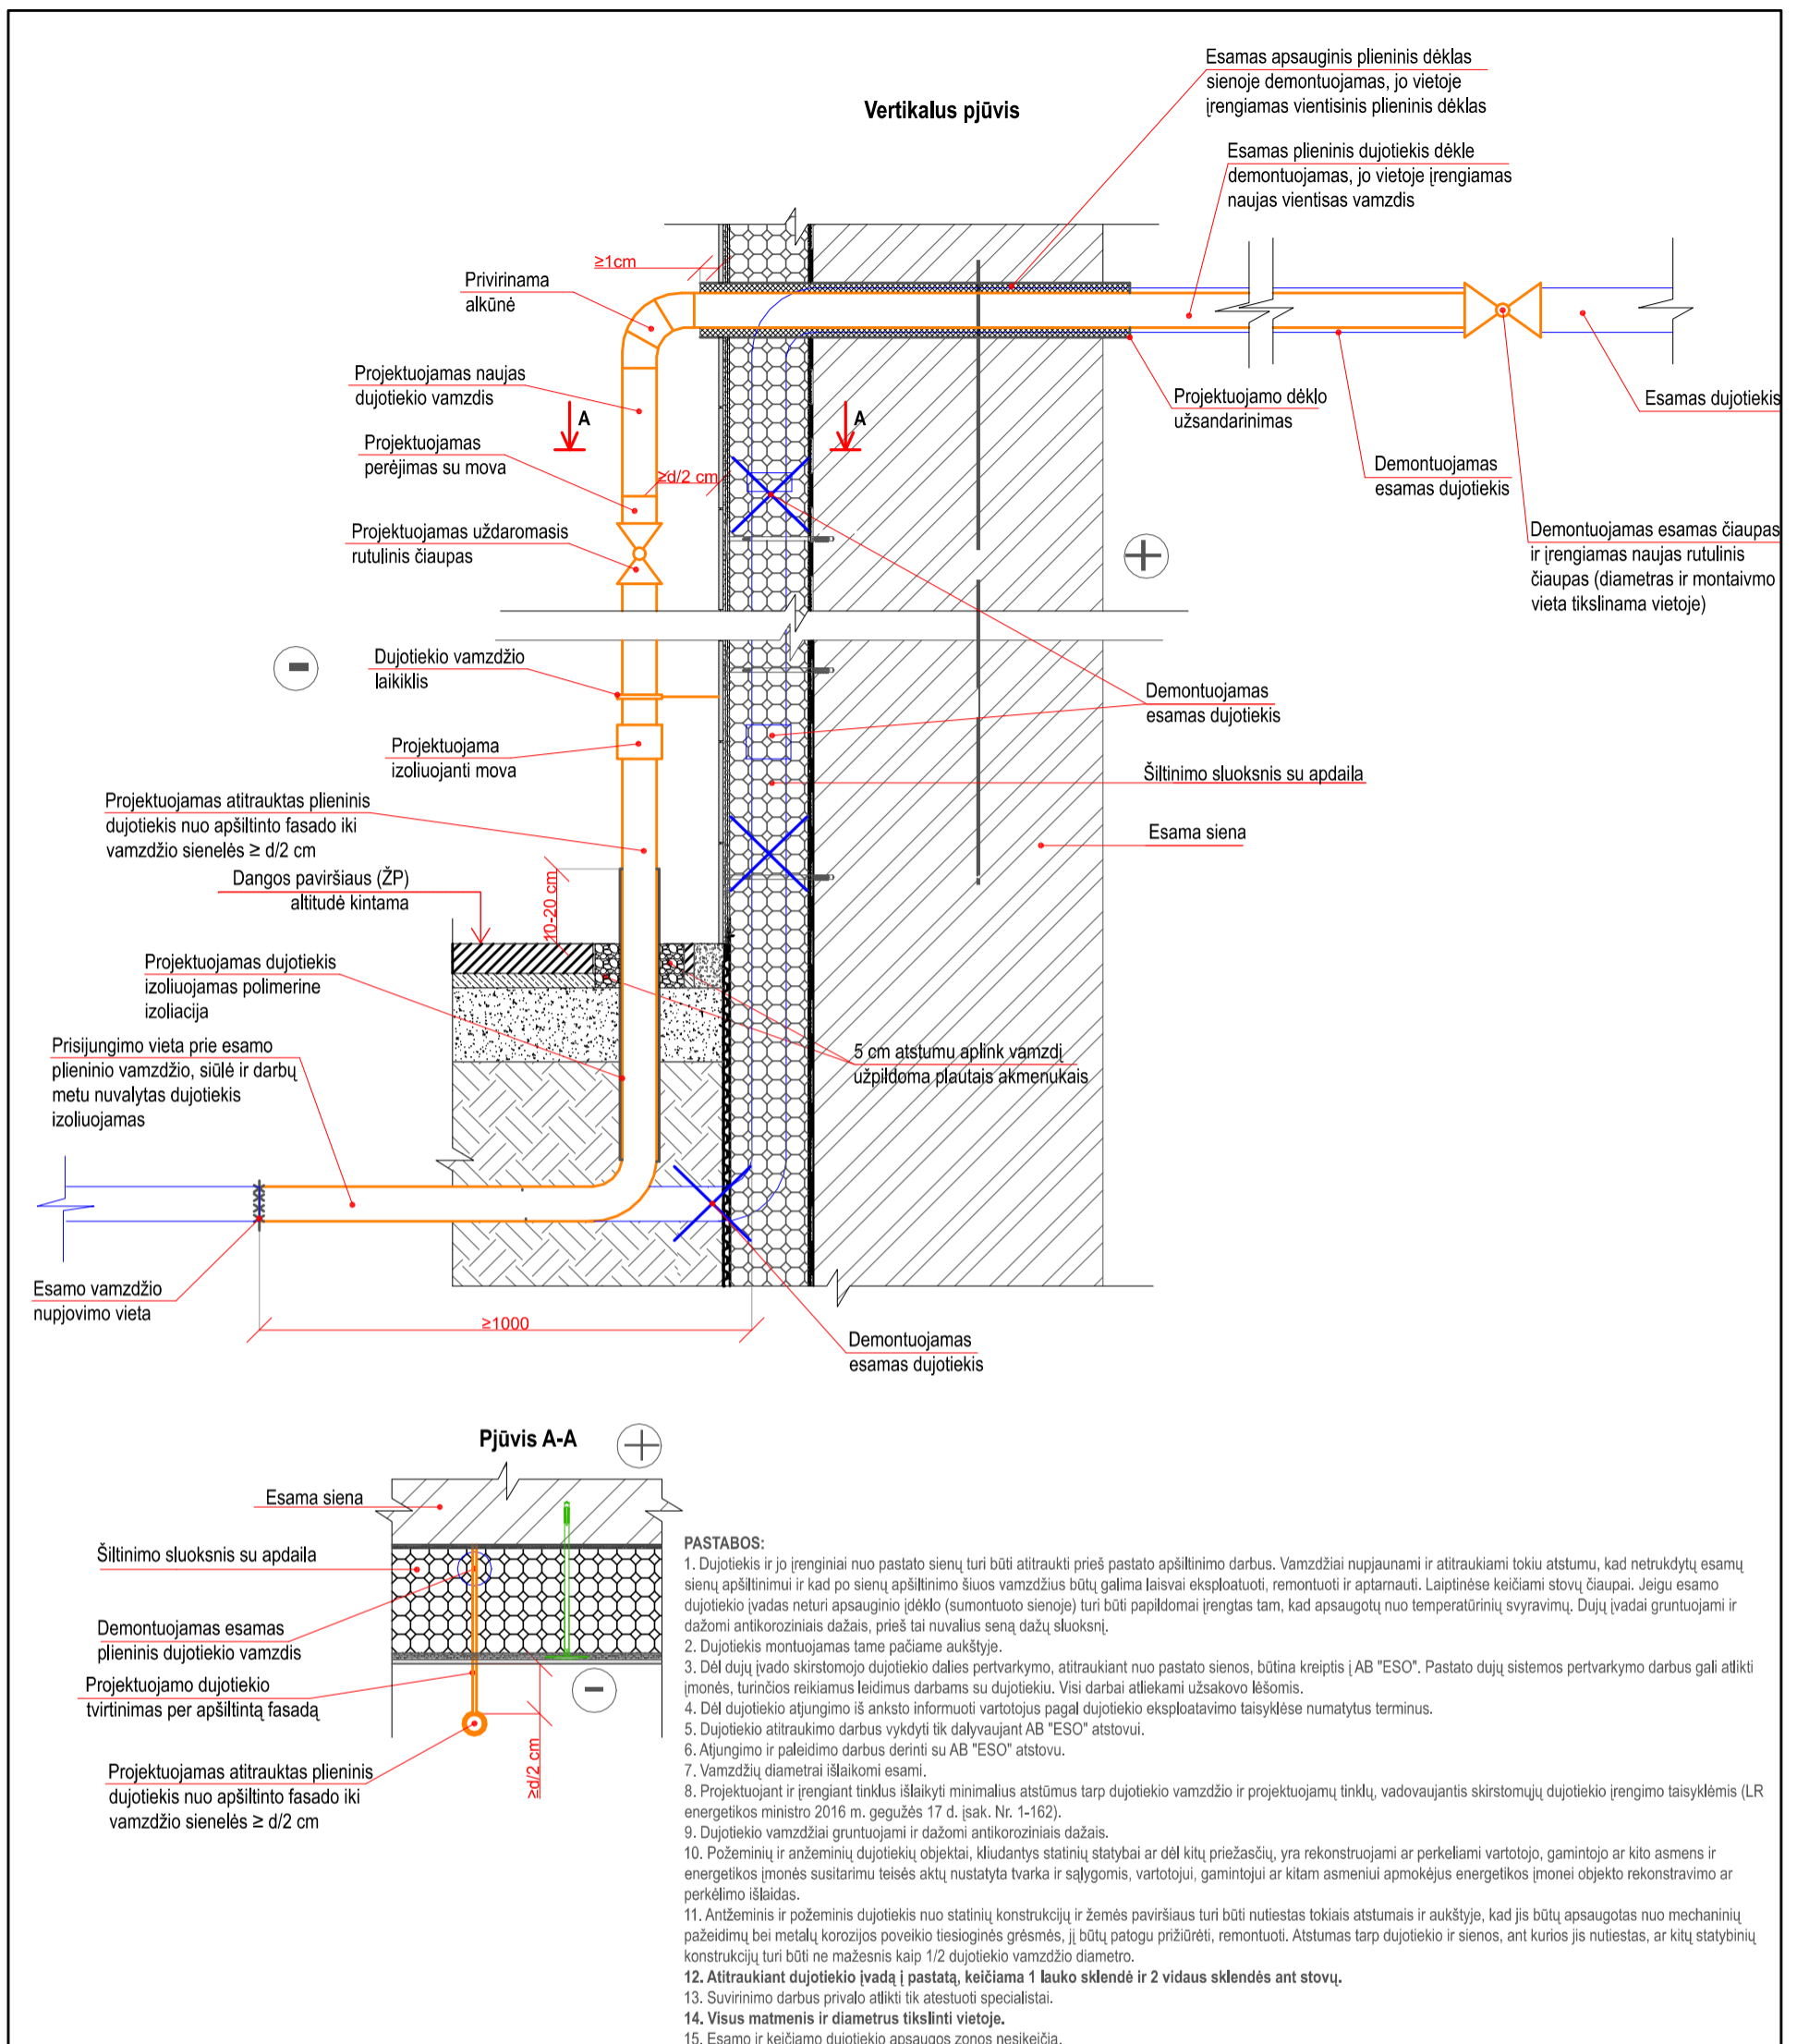 Vertikalus pjūvis
Esamas apsauginis plieninis dėklas
sienoje demontuojamas, jo vietoje
įrengiamas vientisinis plieninis dėklas
Esamas plieninis dujotiekis dėkle
demontuojamas, jo vietoje įrengiamas
naujas vientisas vamzdis
≥1cm
Privirinama
alkūnė
Projektuojamas naujas
dujotiekio vamzdis
A
A
Projektuojamo dėklo
užsandarinimas
Esamas dujotiekis
Projektuojamas
perėjimas su mova
≥d/2 cm
Demontuojamas
esamas dujotiekis
Projektuojamas uždaromasis
rutulinis čiaupas
Demontuojamas esamas čiaupas
ir įrengiamas naujas rutulinis
čiaupas (diametras ir montaivmo
vieta tikslinama vietoje)
Dujotiekio vamzdžio
laikiklis
Demontuojamas
esamas dujotiekis
Projektuojama
izoliuojanti mova
Šiltinimo sluoksnis su apdaila
Projektuojamas atitrauktas plieninis
dujotiekis nuo apšiltinto fasado iki
vamzdžio sienelės ≥ d/2 cm
Esama siena
Dangos paviršiaus (ŽP)
altitudė kintama
10-20 cm
Projektuojamas dujotiekis
izoliuojamas polimerine
izoliacija
Prisijungimo vieta prie esamo
plieninio vamzdžio, siūlė ir darbų
metu nuvalytas dujotiekis
izoliuojamas
5 cm atstumu aplink vamzdį
užpildoma plautais akmenukais
Esamo vamzdžio
nupjovimo vieta
≥1000
Demontuojamas
esamas dujotiekis
Pjūvis A-A
Esama siena
Šiltinimo sluoksnis su apdaila
Demontuojamas esamas
plieninis dujotiekio vamzdis
Projektuojamo dujotiekio
tvirtinimas per apšiltintą fasadą
≥d/2 cm
Projektuojamas atitrauktas plieninis
dujotiekis nuo apšiltinto fasado iki
vamzdžio sienelės ≥ d/2 cm
PASTABOS:
1. Dujotiekis ir jo įrenginiai nuo pastato sienų turi būti atitraukti prieš pastato apšiltinimo darbus. Vamzdžiai nupjaunami ir atitraukiami tokiu atstumu, kad netrukdytų esamų
sienų apšiltinimui ir kad po sienų apšiltinimo šiuos vamzdžius būtų galima laisvai eksploatuoti, remontuoti ir aptarnauti. Laiptinėse keičiami stovų čiaupai. Jeigu esamo
dujotiekio įvadas neturi apsauginio įdėklo (sumontuoto sienoje) turi būti papildomai įrengtas tam, kad apsaugotų nuo temperatūrinių svyravimų. Dujų įvadai gruntuojami ir
dažomi antikoroziniais dažais, prieš tai nuvalius seną dažų sluoksnį.
2. Dujotiekis montuojamas tame pačiame aukštyje.
3. Dėl dujų įvado skirstomojo dujotiekio dalies pertvarkymo, atitraukiant nuo pastato sienos, būtina kreiptis į AB "ESO". Pastato dujų sistemos pertvarkymo darbus gali atlikti
įmonės, turinčios reikiamus leidimus darbams su dujotiekiu. Visi darbai atliekami užsakovo lėšomis.
4. Dėl dujotiekio atjungimo iš anksto informuoti vartotojus pagal dujotiekio eksploatavimo taisyklėse numatytus terminus.
5. Dujotiekio atitraukimo darbus vykdyti tik dalyvaujant AB "ESO" atstovui.
6. Atjungimo ir paleidimo darbus derinti su AB "ESO" atstovu.
7. Vamzdžių diametrai išlaikomi esami.
8. Projektuojant ir įrengiant tinklus išlaikyti minimalius atstūmus tarp dujotiekio vamzdžio ir projektuojamų tinklų, vadovaujantis skirstomųjų dujotiekio įrengimo taisyklėmis (LR
energetikos ministro 2016 m. gegužės 17 d. įsak. Nr. 1-162).
9. Dujotiekio vamzdžiai gruntuojami ir dažomi antikoroziniais dažais.
10. Požeminių ir anžeminių dujotiekių objektai, kliudantys statinių statybai ar dėl kitų priežasčių, yra rekonstruojami ar perkeliami vartotojo, gamintojo ar kito asmens ir
energetikos įmonės susitarimu teisės aktų nustatyta tvarka ir sąlygomis, vartotojui, gamintojui ar kitam asmeniui apmokėjus energetikos įmonei objekto rekonstravimo ar
perkėlimo išlaidas.
11. Antžeminis ir požeminis dujotiekis nuo statinių konstrukcijų ir žemės paviršiaus turi būti nutiestas tokiais atstumais ir aukštyje, kad jis būtų apsaugotas nuo mechaninių
pažeidimų bei metalų korozijos poveikio tiesioginės grėsmės, jį būtų patogu prižiūrėti, remontuoti. Atstumas tarp dujotiekio ir sienos, ant kurios jis nutiestas, ar kitų statybinių
konstrukcijų turi būti ne mažesnis kaip 1/2 dujotiekio vamzdžio diametro.
12. Atitraukiant dujotiekio įvadą į pastatą, keičiama 1 lauko sklendė ir 2 vidaus sklendės ant stovų.
13. Suvirinimo darbus privalo atlikti tik atestuoti specialistai.
14. Visus matmenis ir diametrus tikslinti vietoje.
15. Esamo ir keičiamo dujotiekio apsaugos zonos nesikeičia.